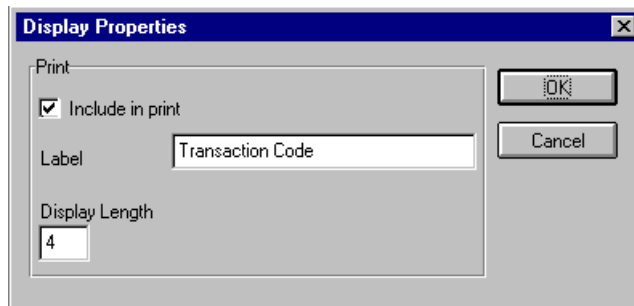 Display Properties
Print
Include in print
OK
Label
Transaction Code
Cancel
Display Length
4